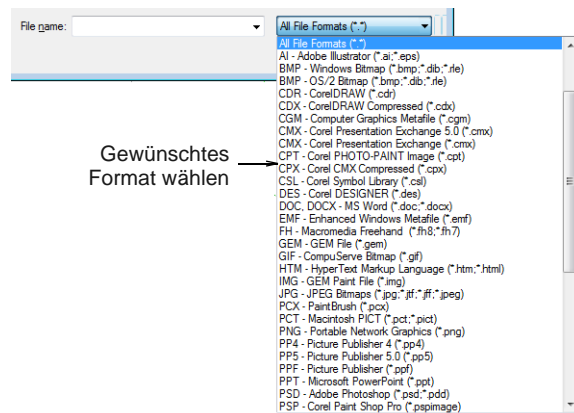 File name:
All File Formats (*.*)
All File Formats (*.*)
AI - Adobe Illustrator (*.ai;*.eps)
BMP - Windows Bitmap (*.bmp;*.dib;*.rle)
BMP - OS/2 Bitmap (*.bmp;*.dib;*.rle)
CDR - CorelDRAW (*.cdr)
CDX - CorelDRAW Compressed (*.cdx)
CGM - Computer Graphics Metafile (*.cgm)
CMX - Corel Presentation Exchange 5.0 (*.cmx)
CMX - Corel Presentation Exchange (*.cmx)
CPT - Corel PHOTO-PAINT Image (*.cpt)
CPX - Corel CMX Compressed (*.cpx)
CSL - Corel Symbol Library (*.csl)
DES - Corel DESIGNER (*.des)
DOC, DOCX - MS Word (*.doc;*.docx)
EMF - Enhanced Windows Metafile (*.emf)
FH - Macromedia Freehand (*.fh8;*.fh7)
GEM - GEM File (*.gem)
GIF - CompuServe Bitmap (*.gif)
HTM - HyperText Markup Language (*.htm;*.html)
IMG - GEM Paint File (*.img)
JPG - JPEG Bitmaps (*.jpg;*.jtf;*.jff;*.jpeg)
PCX - PaintBrush (*.pcx)
PCT - Macintosh PICT (*.pct;*.pict)
PNG - Portable Network Graphics (*.png)
PP4 - Picture Publisher 4 (*.pp4)
PP5 - Picture Publisher 5.0 (*.pp5)
PPF - Picture Publisher (*.ppf)
PPT - Microsoft PowerPoint (*.ppt)
PSD - Adobe Photoshop (*.psd;*.pdd)
PSP - Corel Paint Shop Pro (*.pspimage)
Gewünschtes
Format wählen